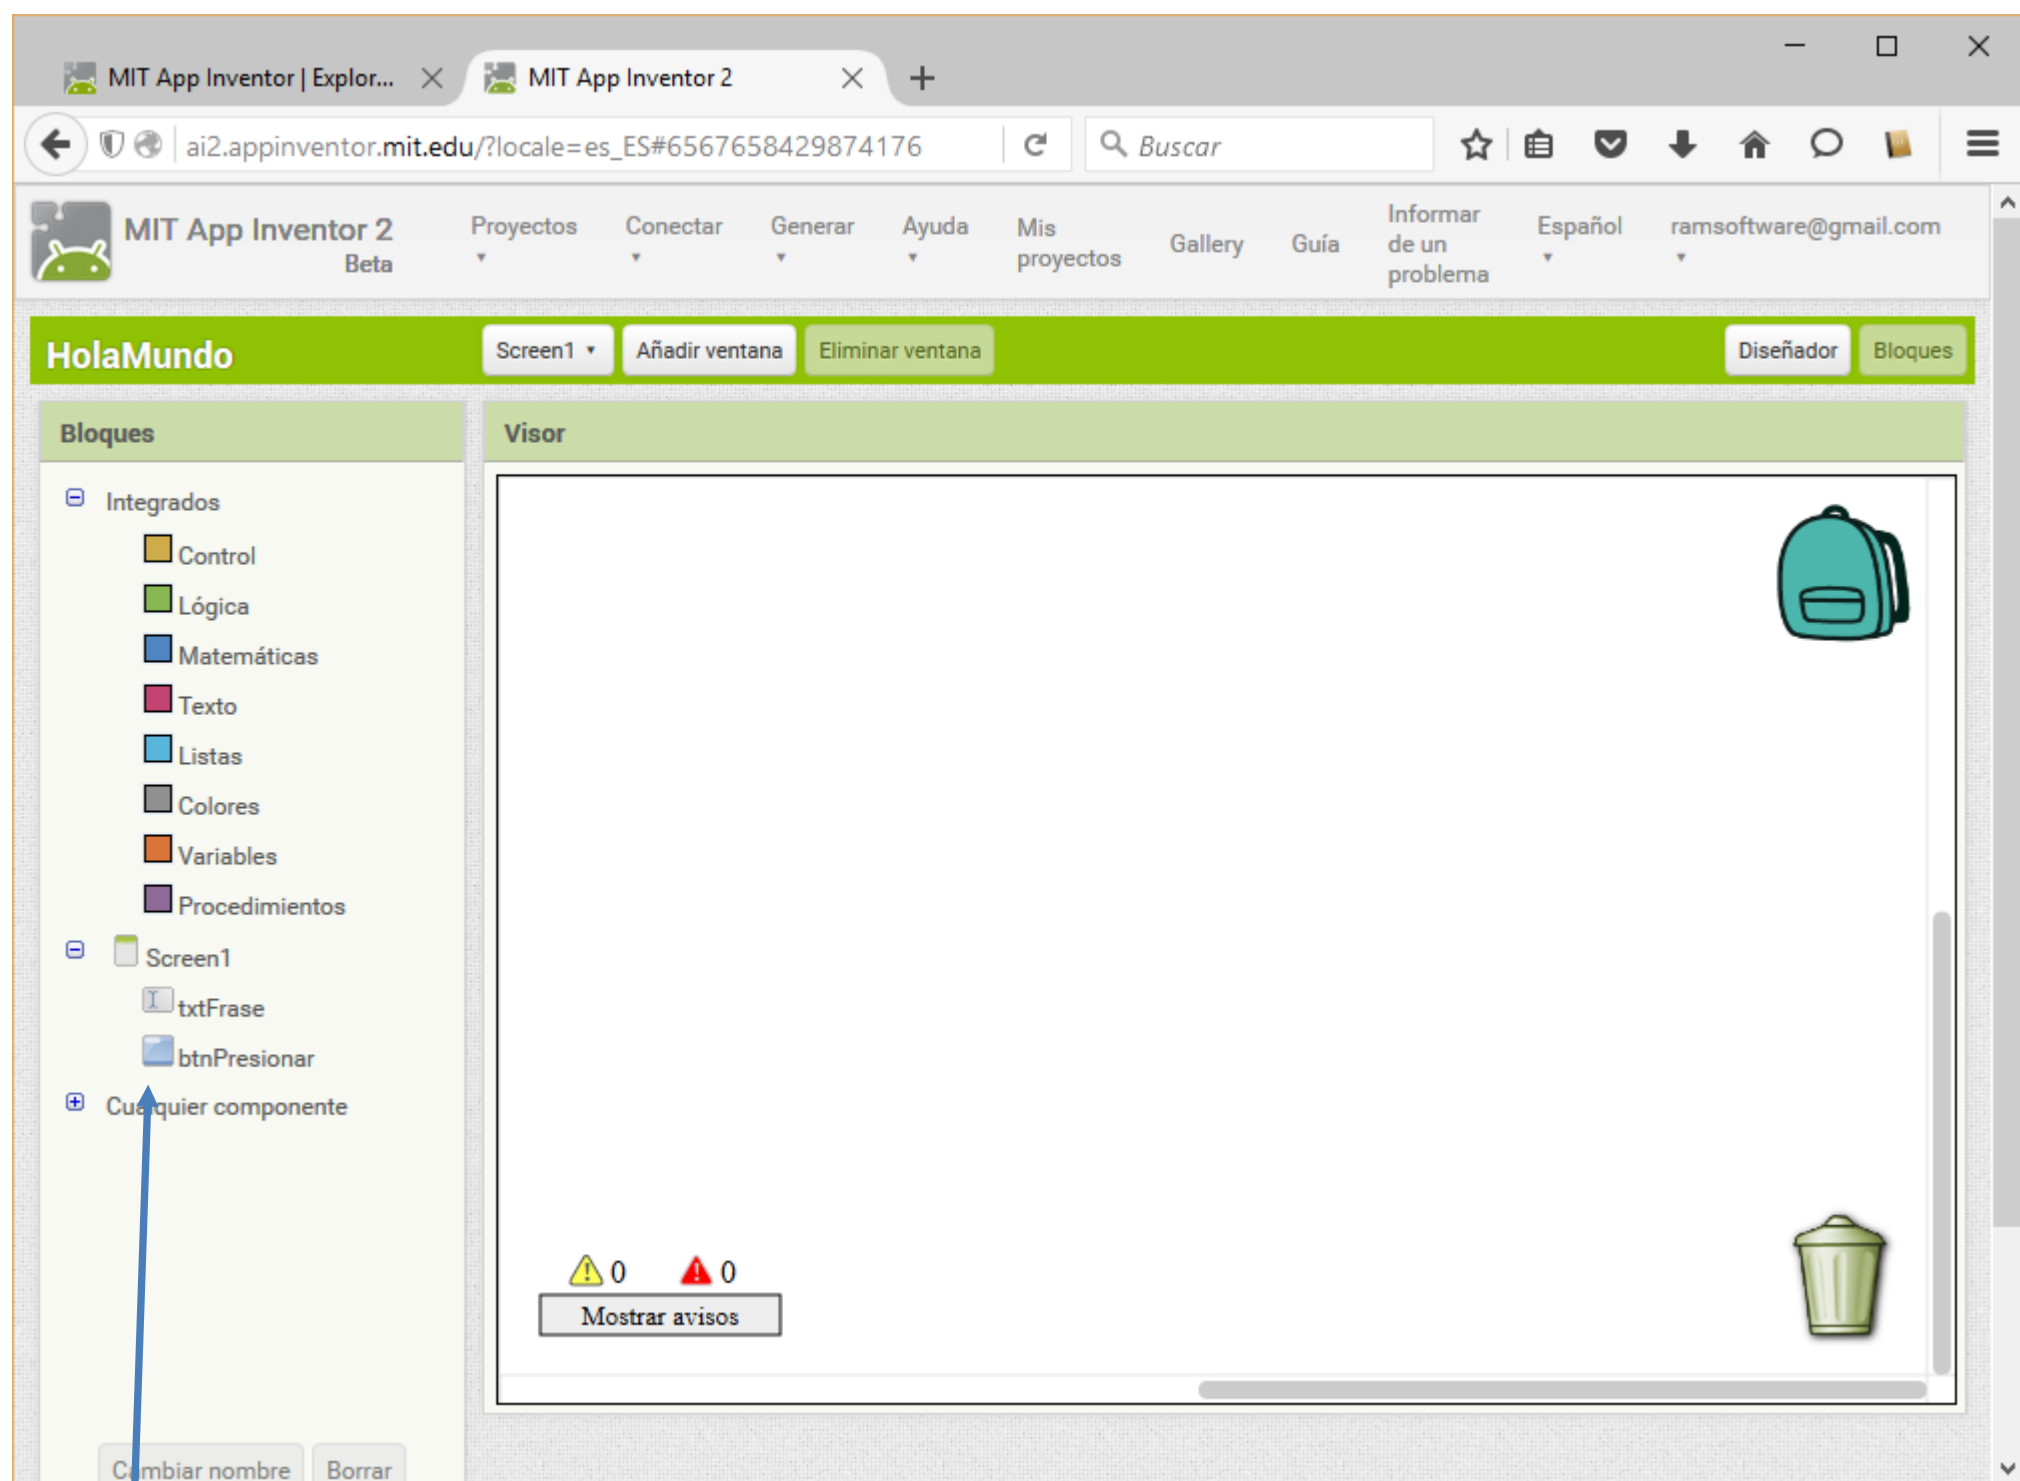 MIT App Inventor | Explor...
MIT App Inventor 2
ai2.appinventor.mit.edu/?locale=es_ES#6567658429874176
Buscar
MIT App Inventor 2
Beta
Proyectos
Conectar
Generar
Ayuda
Mis
proyectos
Gallery
Guía
Informar
de un
problema
Español
ramsoftware@gmail.com
HolaMundo
Screen1
Añadir ventana
Eliminar ventana
Diseñador
Bloques
Bloques
Visor
Integrados
Control
Lógica
Matemáticas
Texto
Listas
Colores
Variables
Procedimientos
Screen1
txtFrase
btnPresionar
Cualquier componente
0
0
Mostrar avisos
Cambiar nombre
Borrar